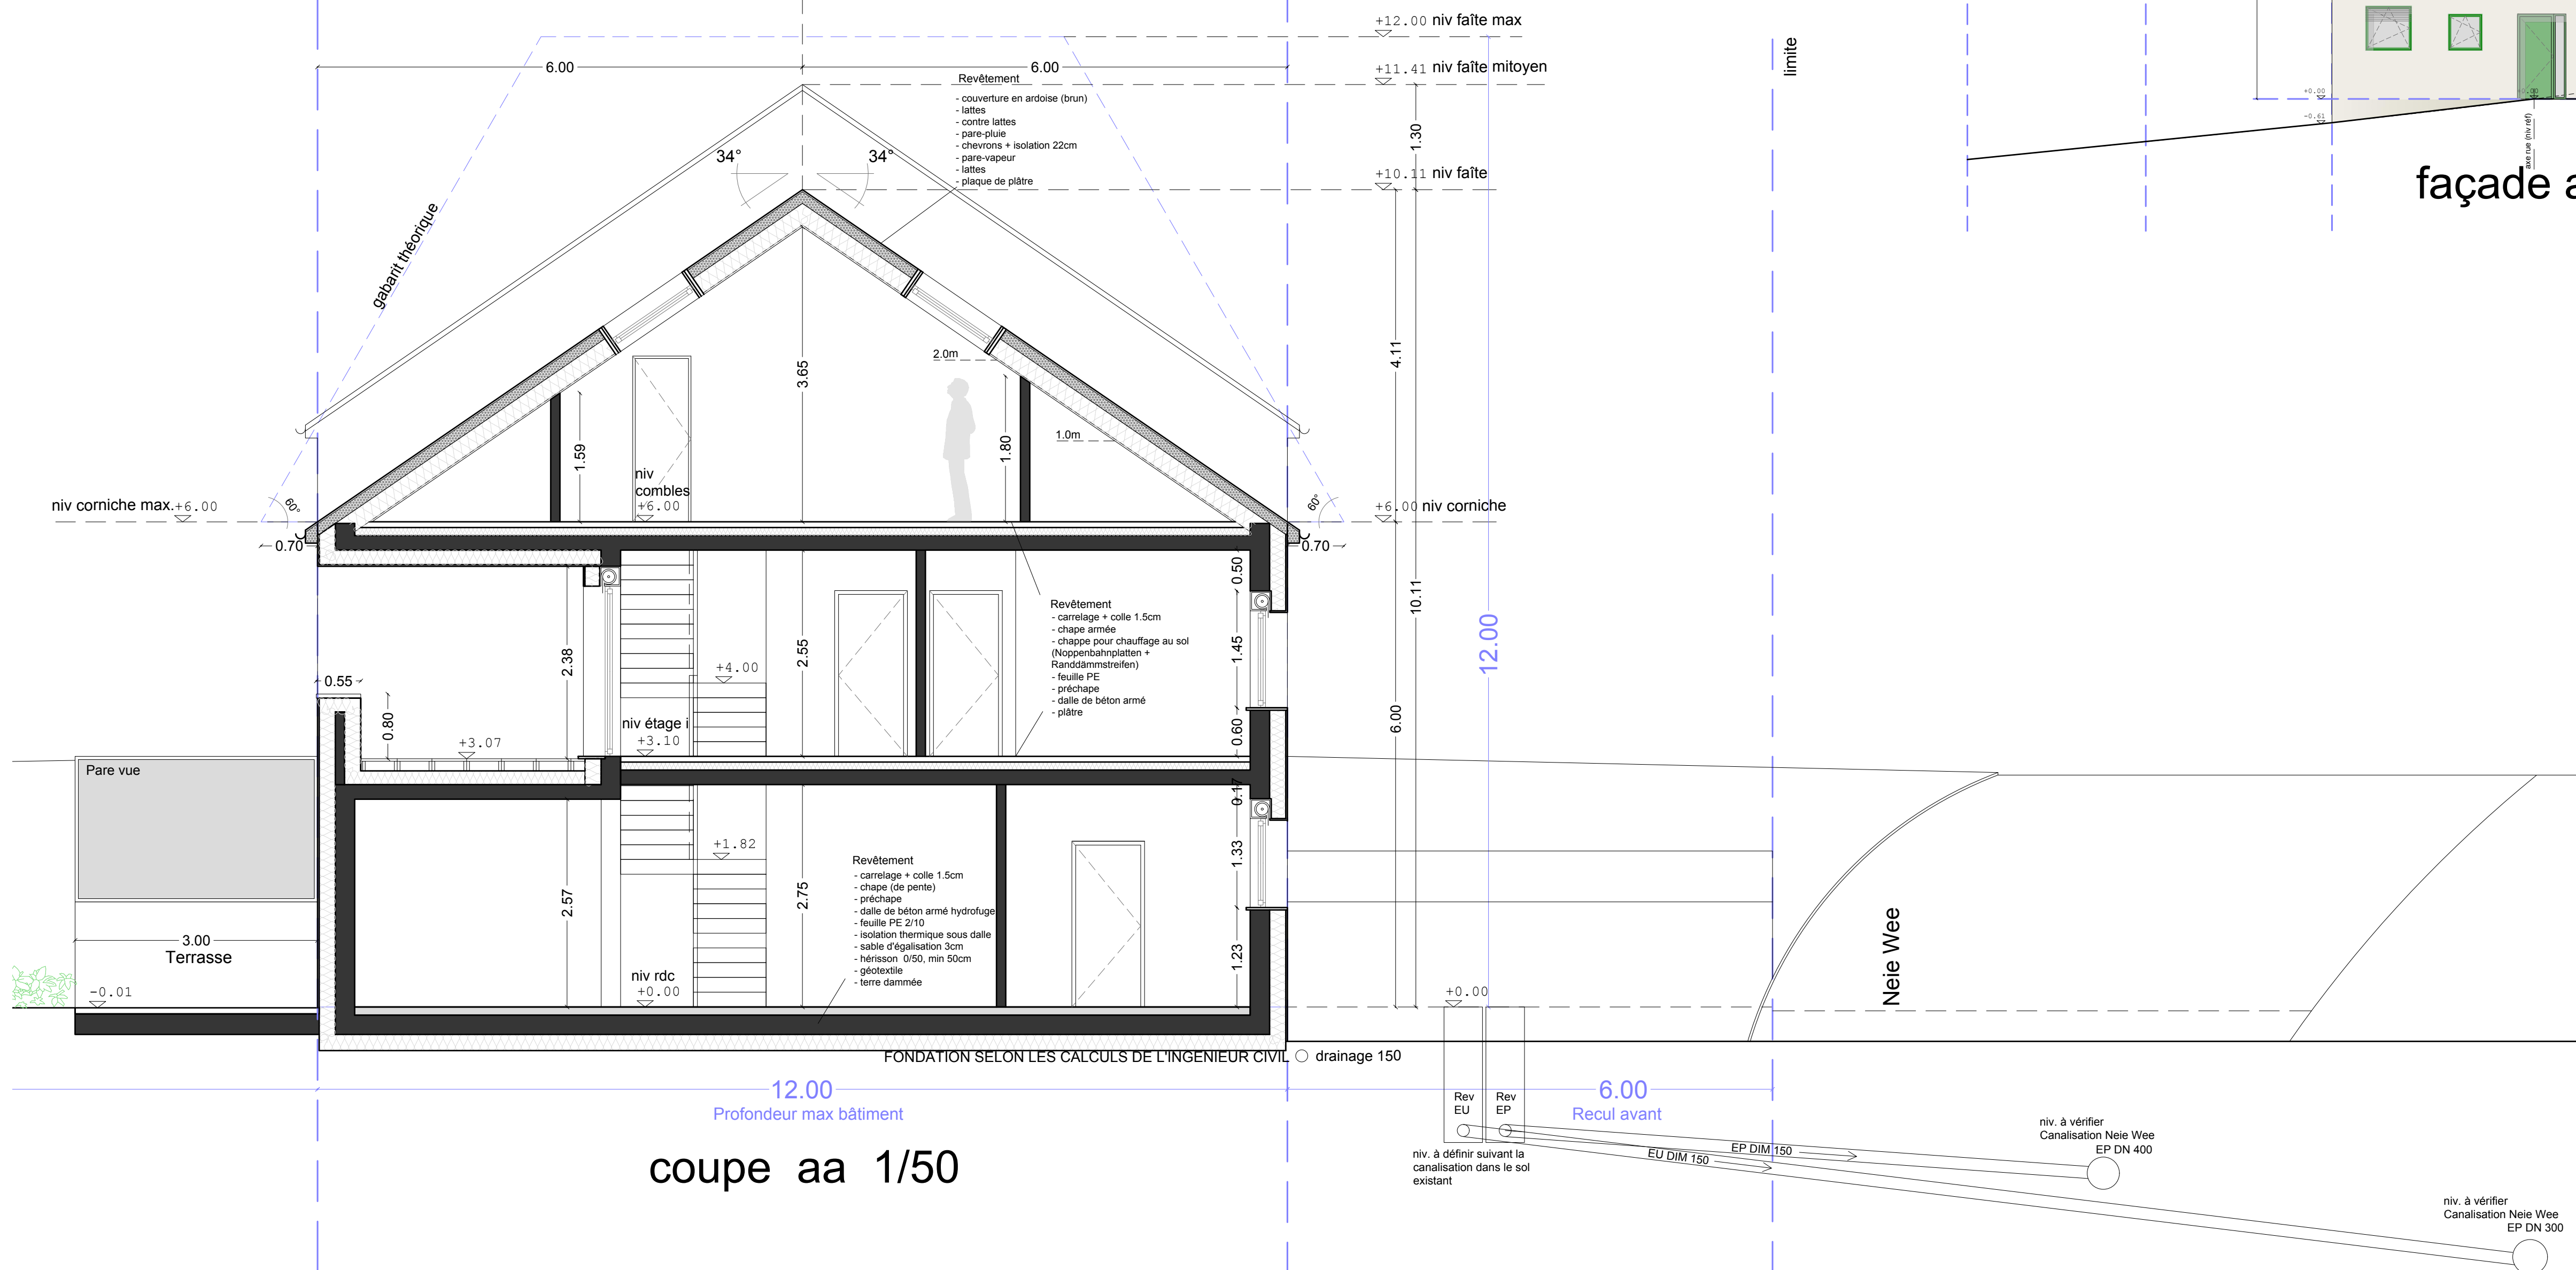 +12.00 niv faîte max
6.00
6.00
+11.41 niv faîte mitoyen
limite
Revêtement
- couverture en ardoise (brun)
- lattes
- contre lattes
- pare-pluie
- chevrons + isolation 22cm
- pare-vapeur
- lattes
- plaque de plâtre
+0.00
-0.61
axe rue (niv réf)
façade a
1.30
34°
34°
+10.11 niv faîte
gabarit théorique
2.0m
3.65
4.11
1.0m
1.59
1.80
niv
combles
+6.00
60°
60°
niv corniche max.+6.00
+6.00 niv corniche
0.70
0.70
0.50
10.11
Revêtement
- carrelage + colle 1.5cm
- chape armée
- chappe pour chauffage au sol
(Noppenbahnplatten +
Randdämmstreifen)
- feuille PE
- préchape
- dalle de béton armé
- plâtre
12.00
2.38
2.55
1.45
+4.00
0.55
0.80
niv étage i
+3.10
+3.07
0.60
6.00
Pare vue
0.17
+1.82
1.33
Revêtement
- carrelage + colle 1.5cm
- chape (de pente)
- préchape
- dalle de béton armé hydrofuge
- feuille PE 2/10
- isolation thermique sous dalle
- sable d'égalisation 3cm
- hérisson 0/50, min 50cm
- géotextile
- terre dammée
2.57
2.75
3.00
Terrasse
1.23
Neie Wee
-0.01
niv rdc
+0.00
+0.00
FONDATION SELON LES CALCULS DE L'INGENIEUR CIVIL
drainage 150
12.00
Profondeur max bâtiment
6.00
Recul avant
Rev
EU
Rev
EP
coupe aa 1/50
niv. à définir suivant la
canalisation dans le sol
existant
EP DIM 150
EU DIM 150
niv. à vérifier
Canalisation Neie Wee
EP DN 400
niv. à vérifier
Canalisation Neie Wee
EP DN 300